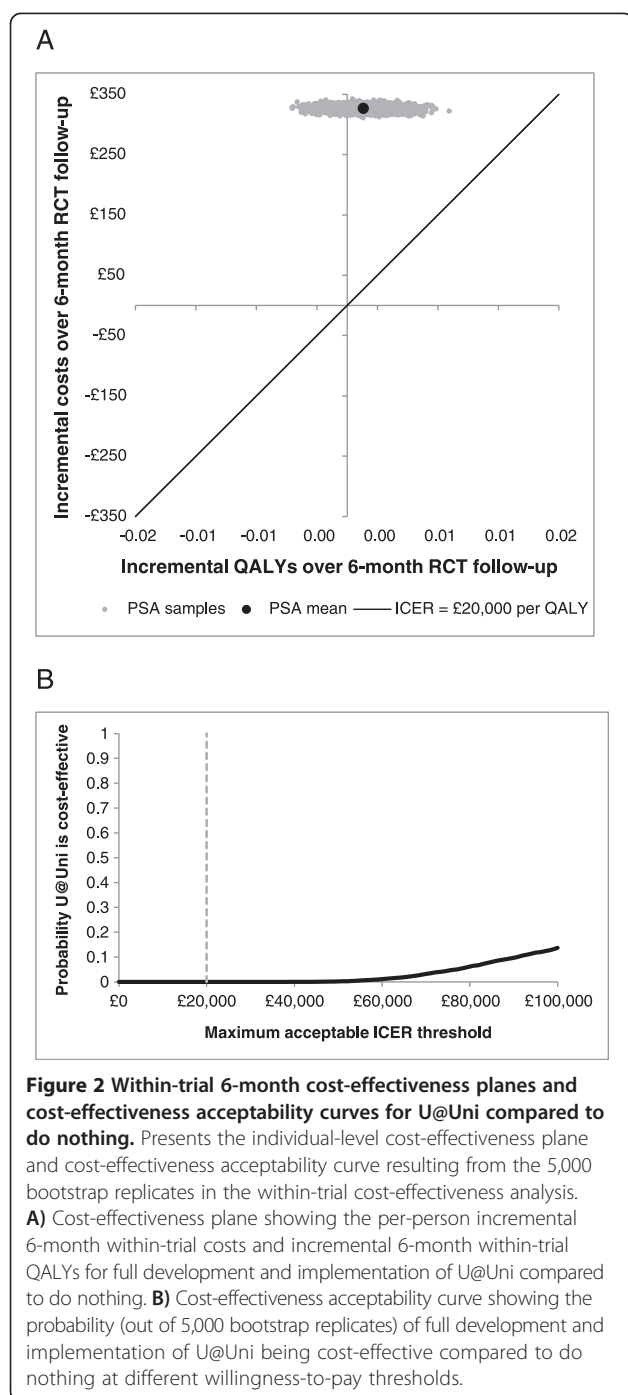 A
£350
£250
£150
£50
-£50
-£150
-£250
-£350
Incremental costs over 6-month RCT follow-up
-0.02 -0.01 -0.01 0.00 0.00 0.01 0.01 0.02
Incremental QALYs over 6-month RCT follow-up
PSA samples PSA mean ICER = £20,000 per QALY
B
Probability U@Uni is cost-effective
1
0.9
0.8
0.7
0.6
0.5
0.4
0.3
0.2
0.1
0
£0 £20,000 £40,000 £60,000 £80,000 £100,000
Maximum acceptable ICER threshold
Figure 2 Within-trial 6-month cost-effectiveness planes and
cost-effectiveness acceptability curves for U@Uni compared to
do nothing. Presents the individual-level cost-effectiveness plane
and cost-effectiveness acceptability curve resulting from the 5,000
bootstrap replicates in the within-trial cost-effectiveness analysis.
A) Cost-effectiveness plane showing the per-person incremental
6-month within-trial costs and incremental 6-month within-trial
QALYs for full development and implementation of U@Uni compared
to do nothing. B) Cost-effectiveness acceptability curve showing the
probability (out of 5,000 bootstrap replicates) of full development and
implementation of U@Uni being cost-effective compared to do
nothing at different willingness-to-pay thresholds.